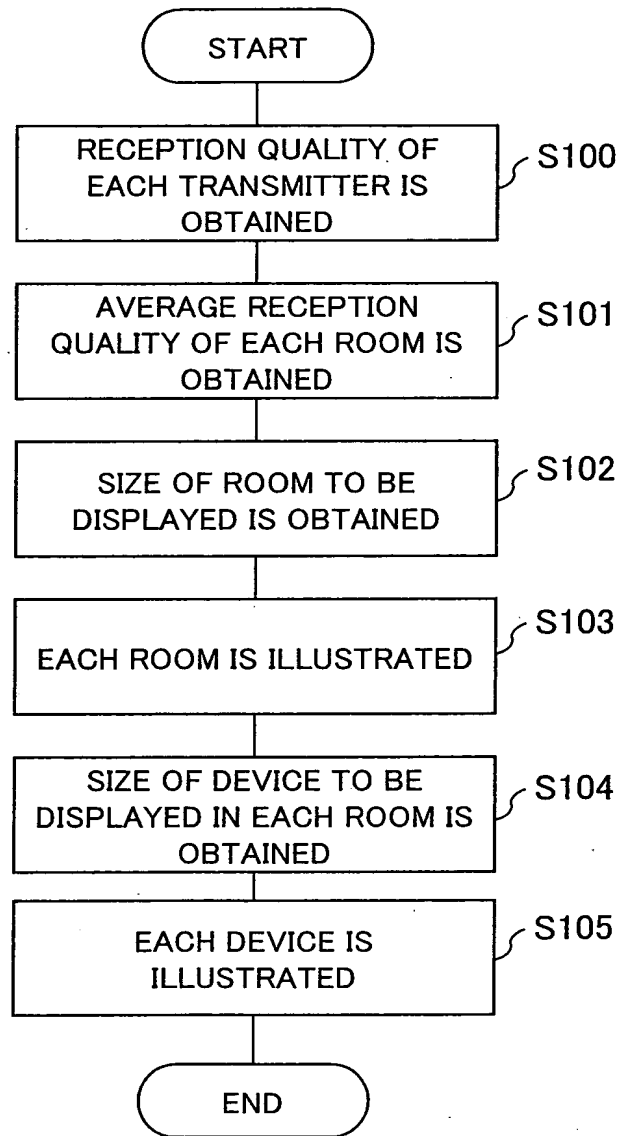 START
RECEPTION QUALITY OF
EACH TRANSMITTER IS
OBTAINED
S100
AVERAGE RECEPTION
QUALITY OF EACH ROOM IS
OBTAINED
S101
SIZE OF ROOM TO BE
DISPLAYED IS OBTAINED
S102
EACH ROOM IS ILLUSTRATED
S103
SIZE OF DEVICE TO BE
DISPLAYED IN EACH ROOM IS
OBTAINED
S104
EACH DEVICE IS
ILLUSTRATED
S105
END